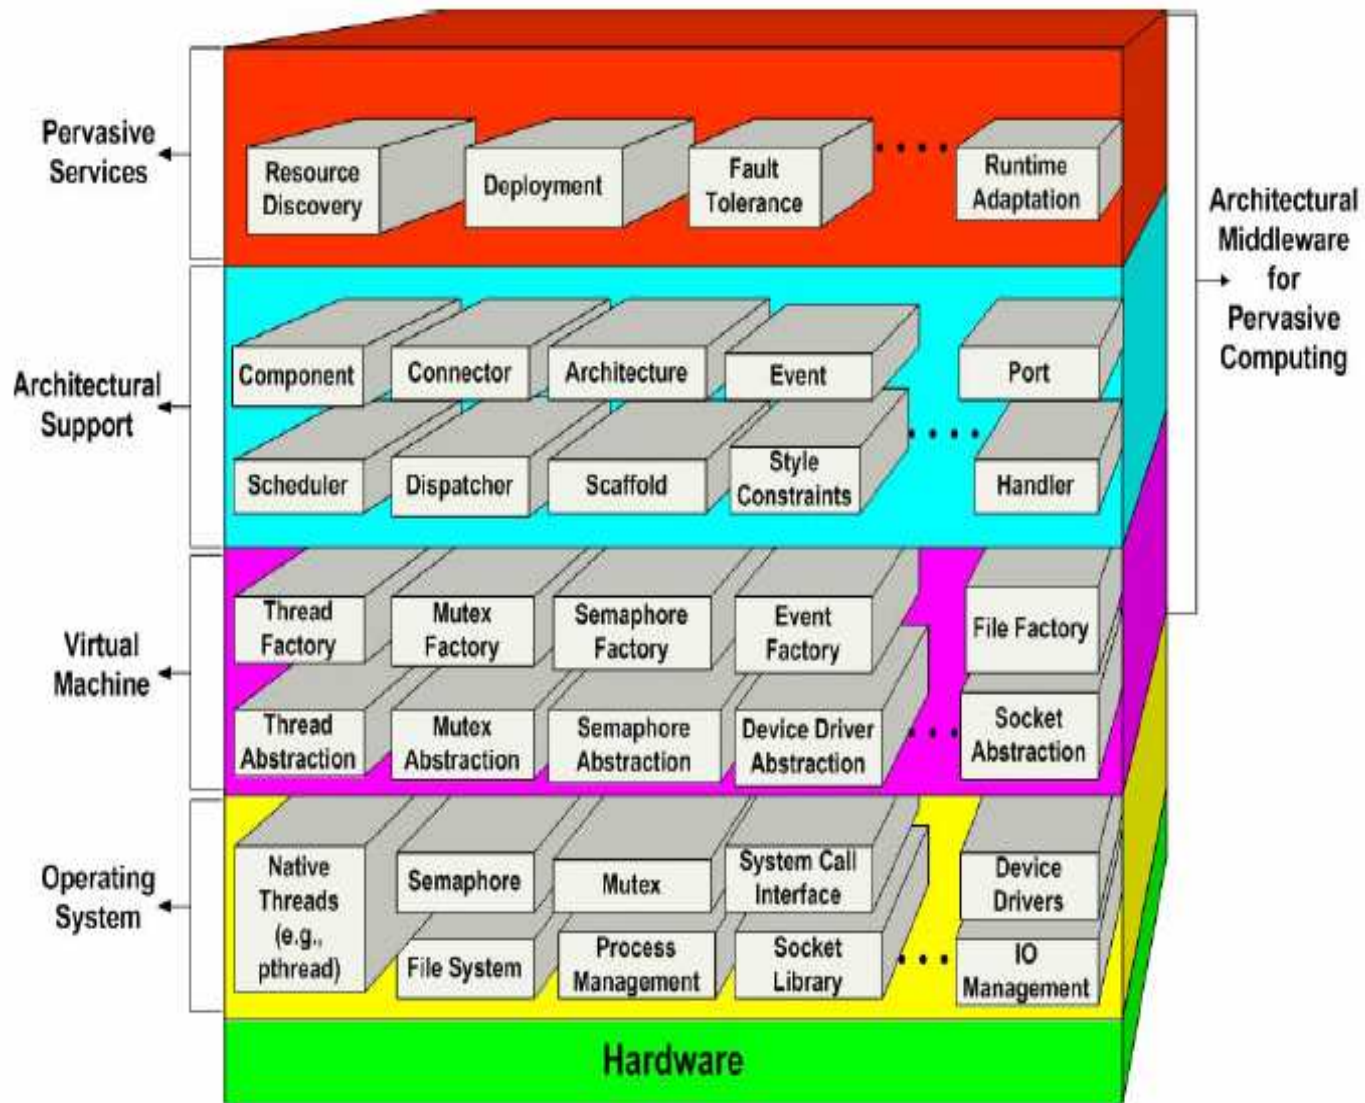 Pervasive
Services
Resource
Discovery
Deployment
Fault
Tolerance
Runtime
Adaptation
Architectural
Middleware
for
Pervasive
Computing
Architectural
Support
Component
Connector
Architecture
Event
Port
Scheduler
Dispatcher
Scaffold
Style
Constraints
Handler
Virtual
Machine
Thread
Factory
Mutex
Factory
Semaphore
Factory
Event
Factory
File Factory
Thread
Abstraction
Mutex
Abstraction
Semaphore
Abstraction
Device Driver
Abstraction
Socket
Abstraction
Operating
System
Native
Threads
(e.g.,
pthread)
Semaphore
Mutex
System Call
Interface
Device
Drivers
File System
Process
Management
Socket
Library
IO
Management
Hardware